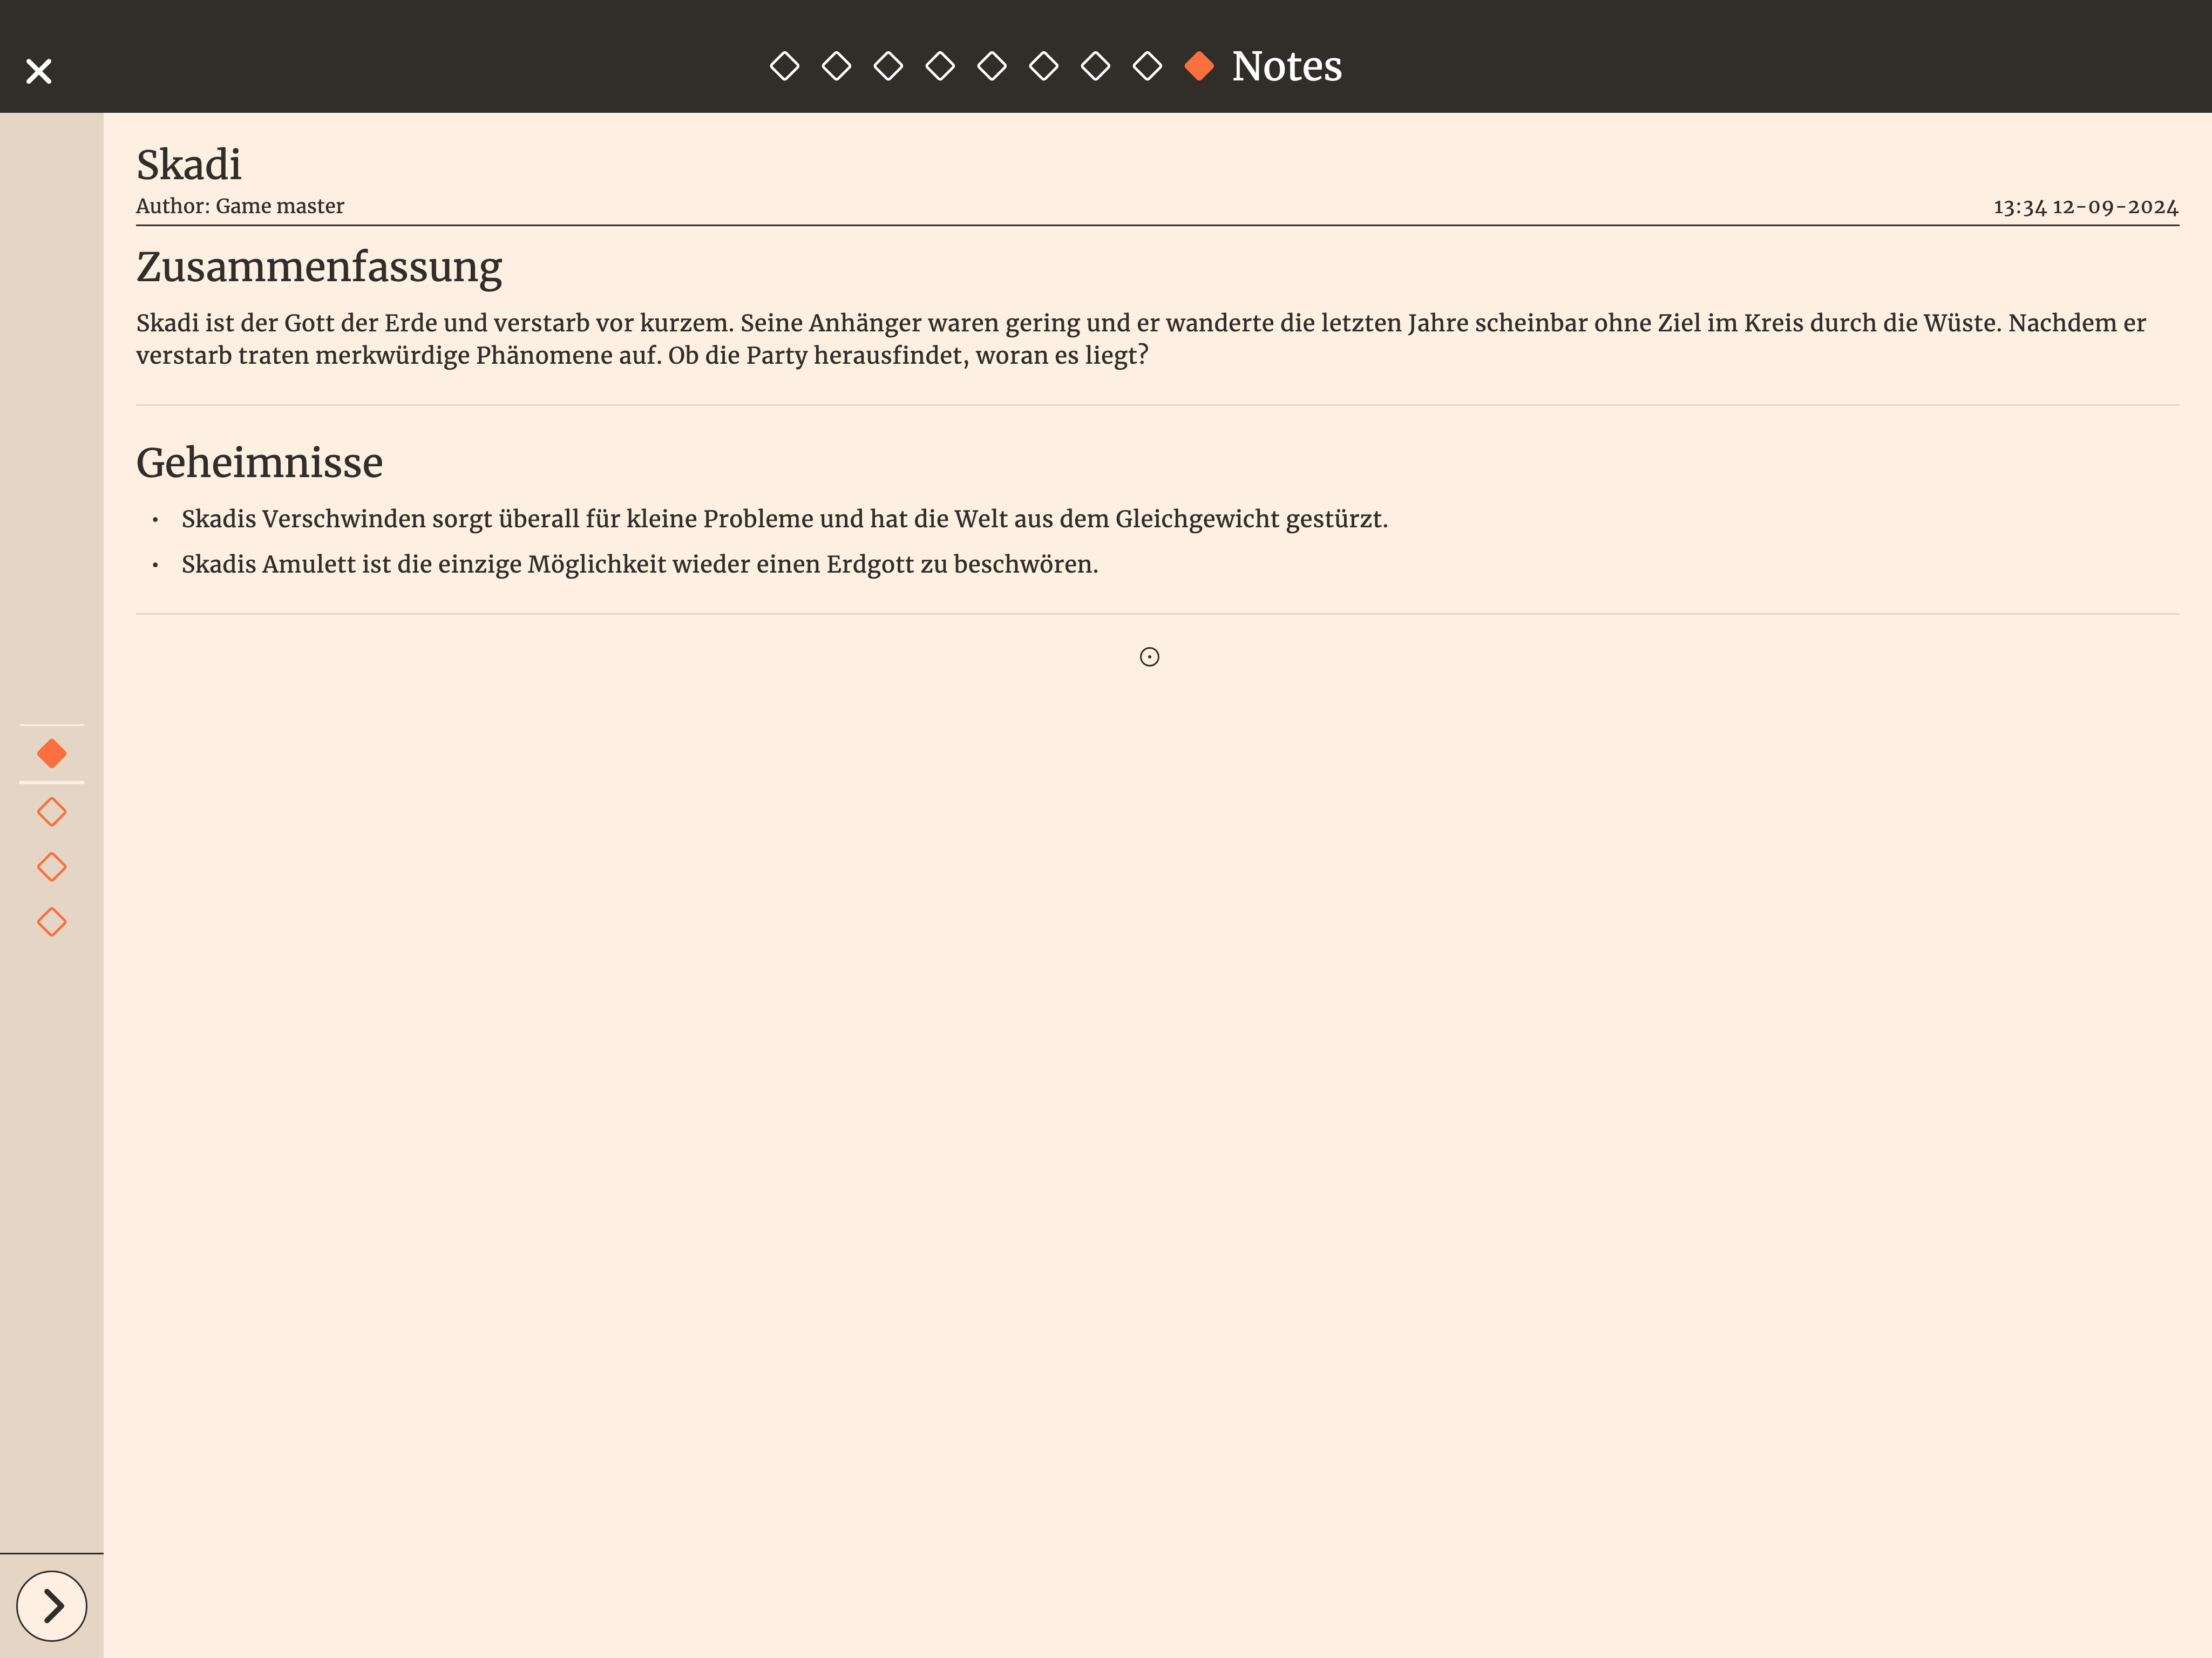 Notes
Skadi
Author: Game master
13:34 12-09-2024
Zusammenfassung
Skadi ist der Gott der Erde und verstarb vor kurzem. Seine Anhänger waren gering und er wanderte die letzten Jahre scheinbar ohne Ziel im Kreis durch die Wüste. Nachdem er
verstarb traten merkwürdige Phänomene auf. Ob die Party herausfindet, woran es liegt?
Geheimnisse
• Skadis Verschwinden sorgt überall für kleine Probleme und hat die Welt aus dem Gleichgewicht gestürzt.
• Skadis Amulett ist die einzige Möglichkeit wieder einen Erdgott zu beschwören.